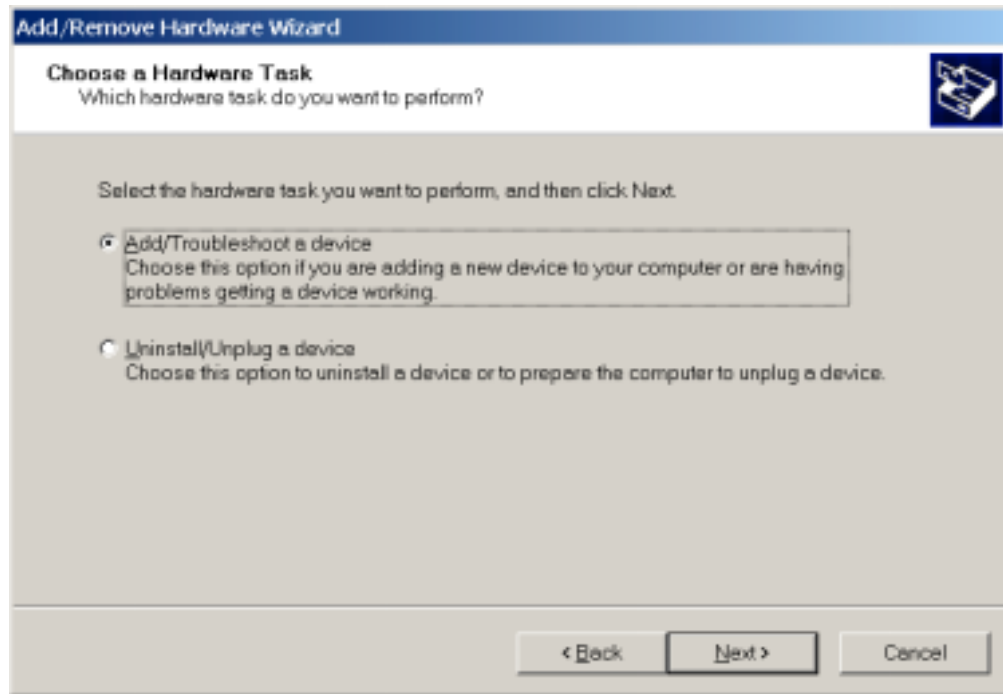 Add/Remove Hardware Wizard
Choose a Hardware Task
Which hardware task do you want to perform?
Select the hardware task you want to perform, and then click Next.
Add/Troubleshoot a device
Choose this option if you are adding a new device to your computer or are having
problems getting a device working.
Uninstall/Unplug a device
Choose this option to uninstall a device or to prepare the computer to unplug a device.
< Back Next > Cancel